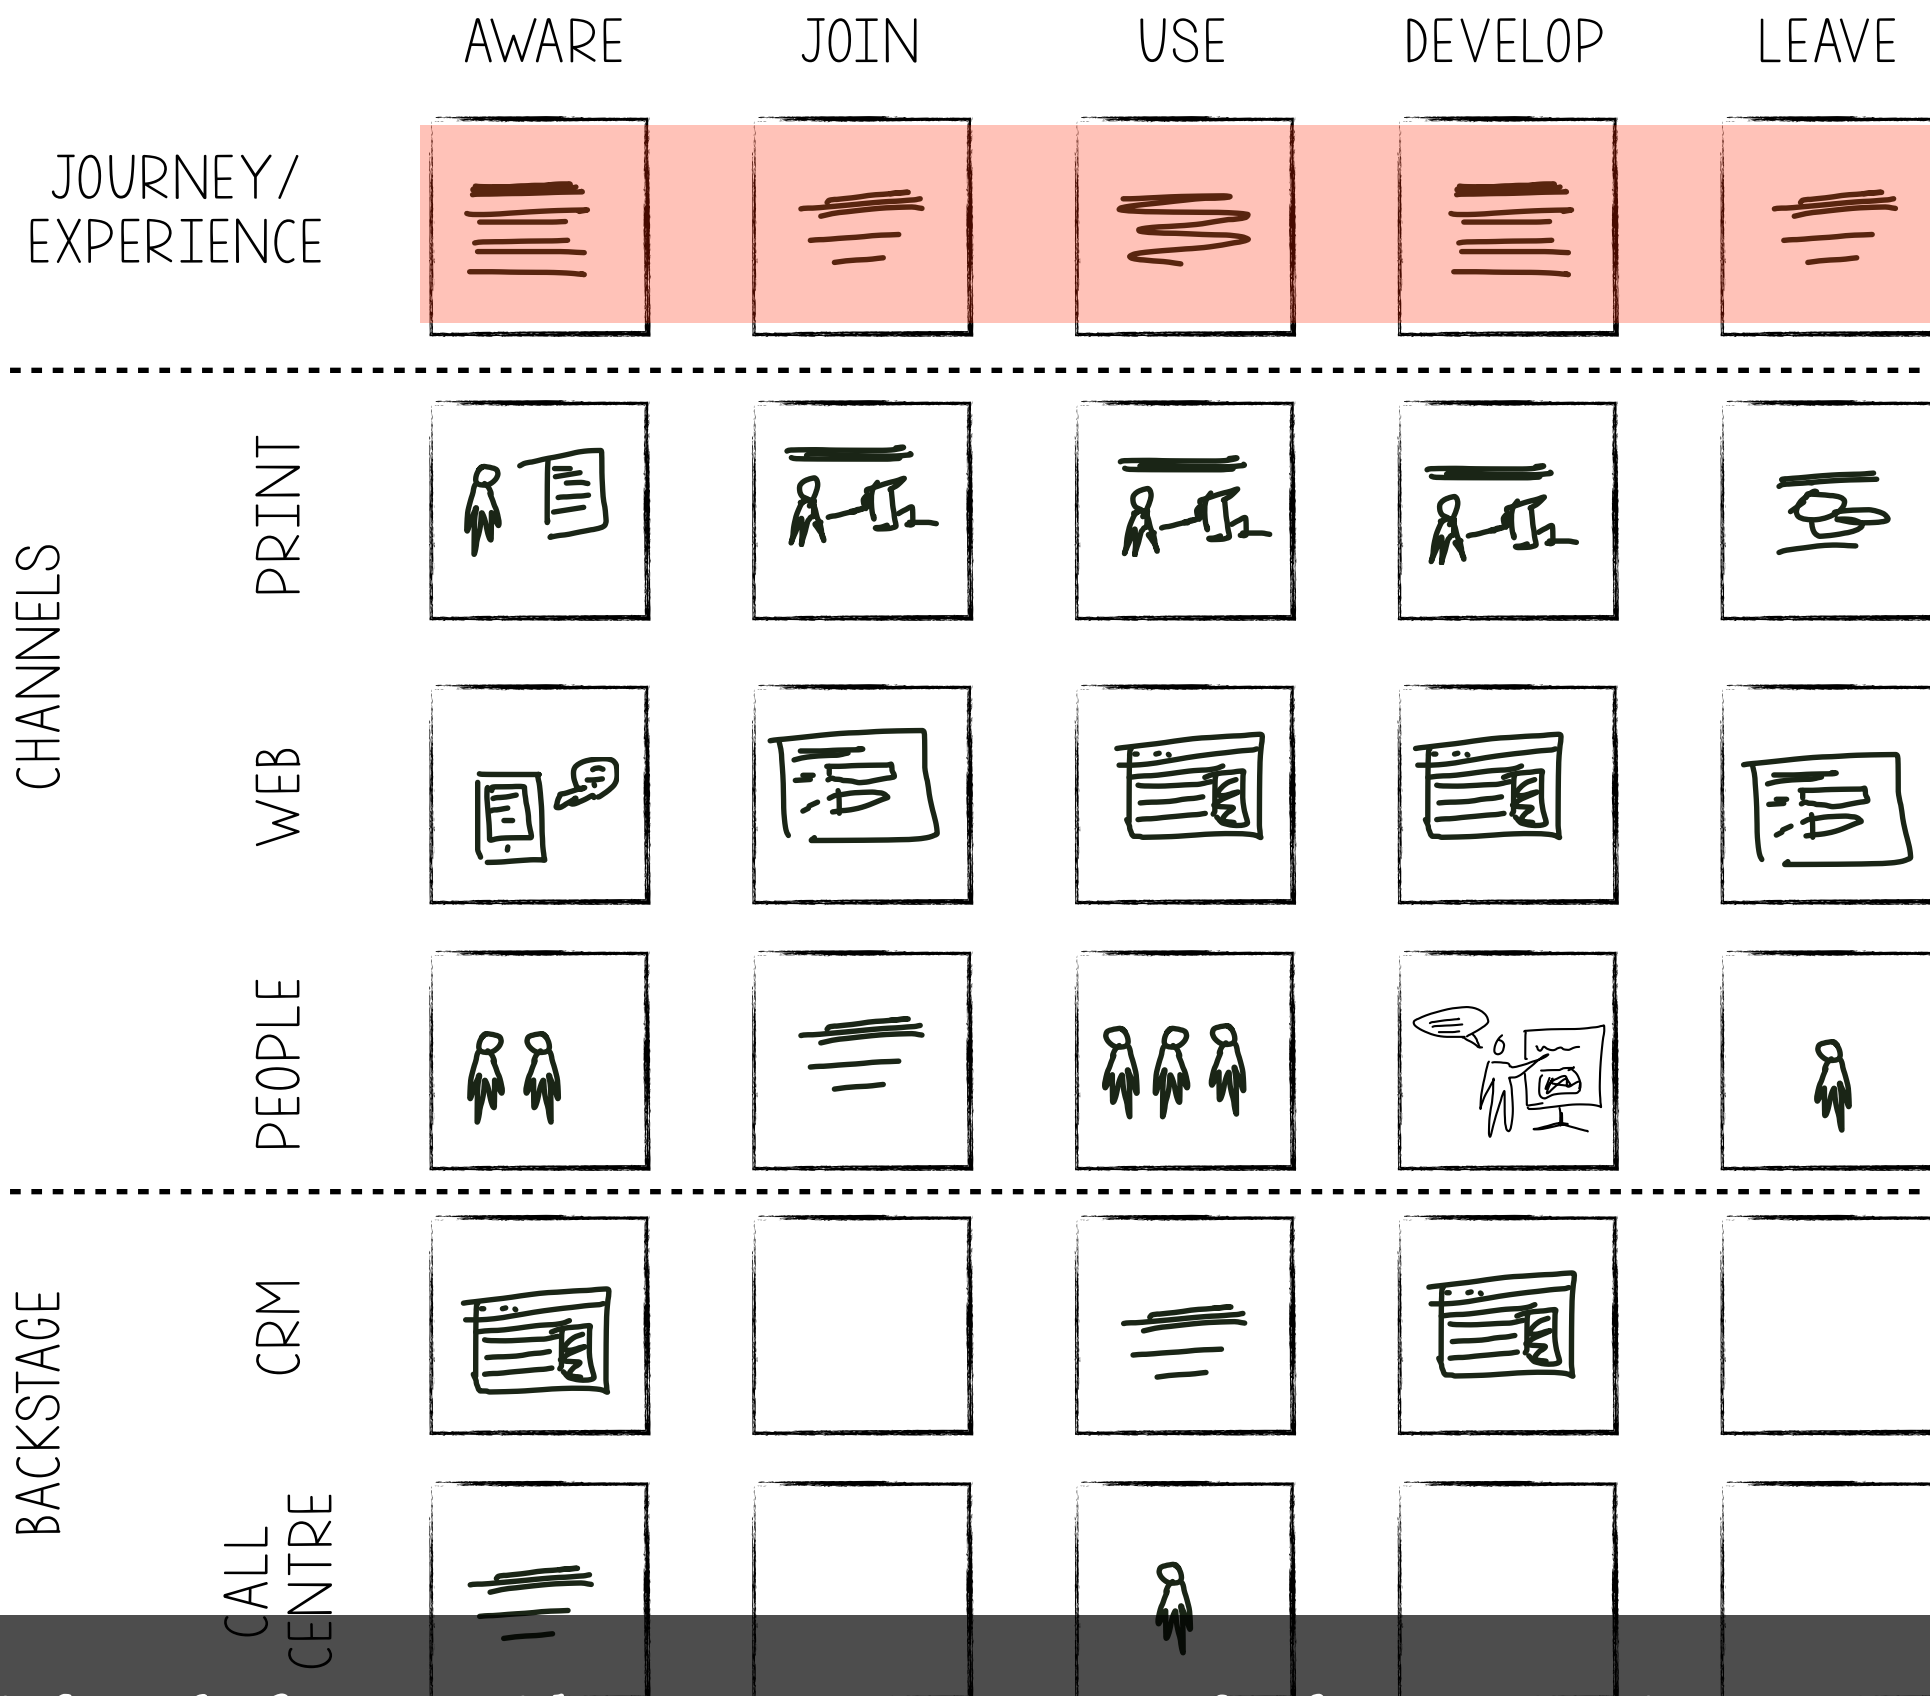 AWARE JOIN USE DEVELOP LEAVE
JOURNEY/
EXPERIENCE
CHANNELS
PRINT
WEB
PEOPLE
BACKSTAGE
CRM
CALL
CENTRE